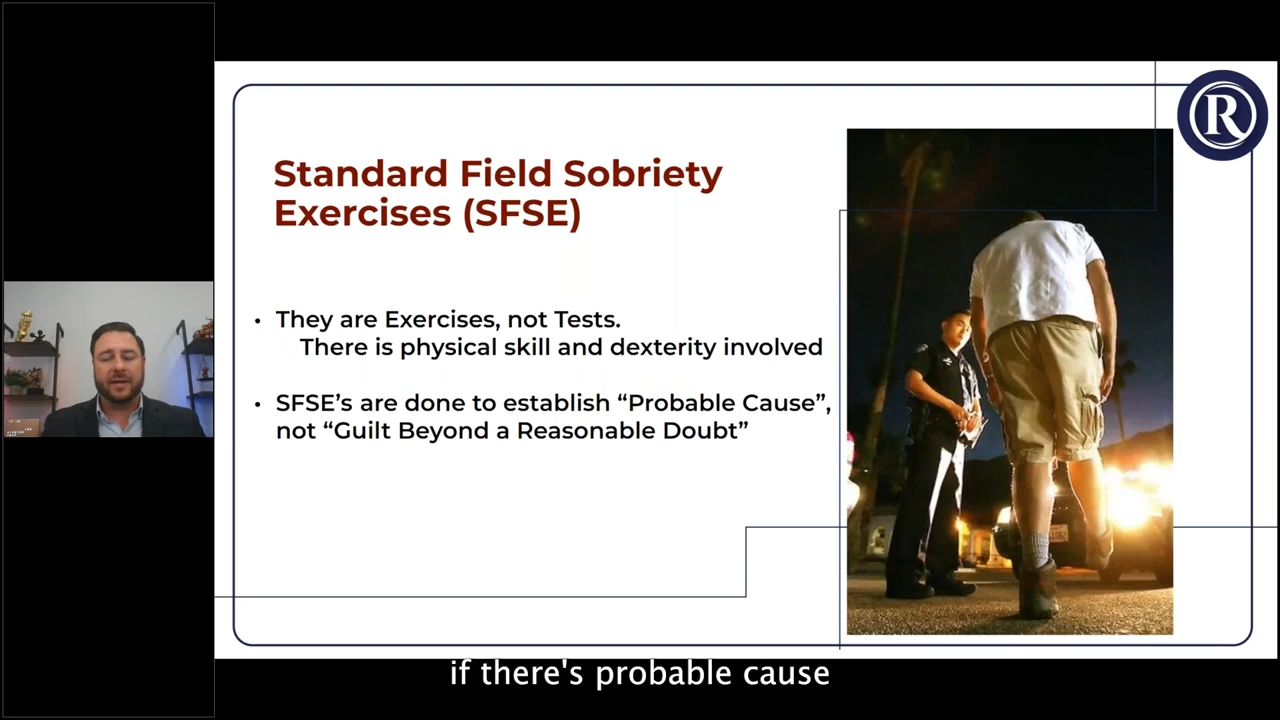 R
Standard Field Sobriety
Exercises (SFSE)
• They are Exercises, not Tests.
There is physical skill and dexterity involved
• SFSE’s are done to establish “Probable Cause”,
not “Guilt Beyond a Reasonable Doubt”
if there's probable cause